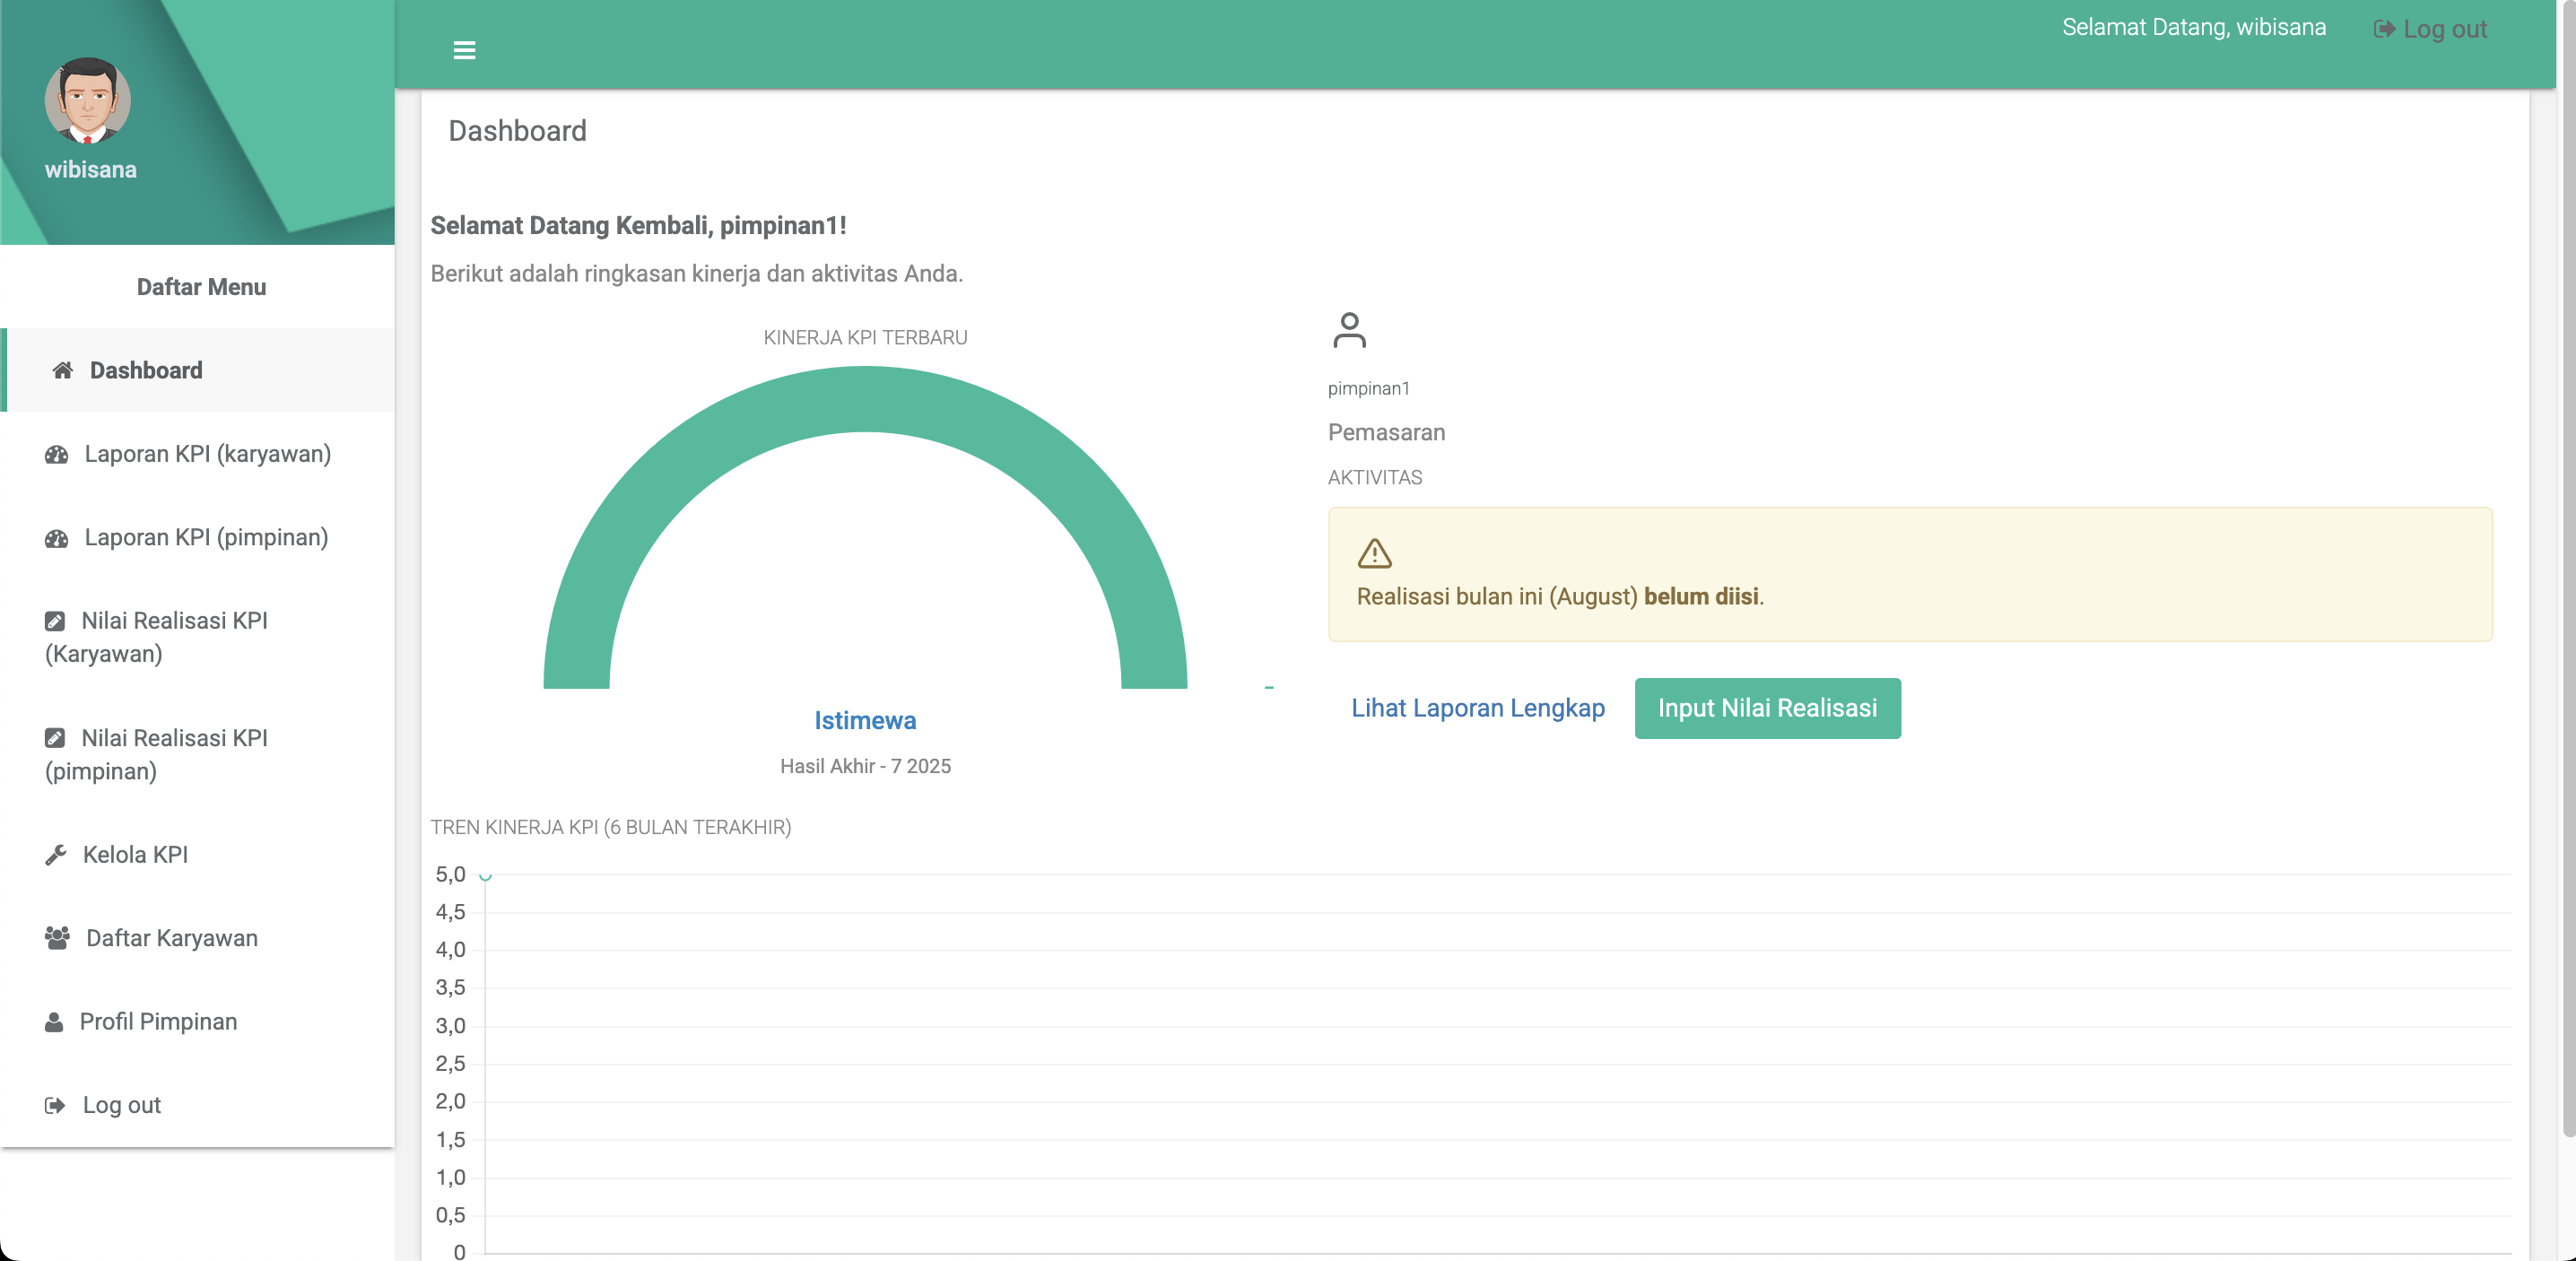 wibisana
Daftar Menu
Dashboard
Laporan KPI (karyawan)
Laporan KPI (pimpinan)
Nilai Realisasi KPI
(Karyawan)
Nilai Realisasi KPI
(pimpinan)
Kelola KPI
Daftar Karyawan
Profil Pimpinan
Log out
Selamat Datang, wibisana
Log out
Dashboard
Selamat Datang Kembali, pimpinan1!
Berikut adalah ringkasan kinerja dan aktivitas Anda.
KINERJA KPI TERBARU
Istimewa
Hasil Akhir - 7 2025
pimpinan1
Pemasaran
AKTIVITAS
Realisasi bulan ini (August) belum diisi.
Lihat Laporan Lengkap
Input Nilai Realisasi
TREN KINERJA KPI (6 BULAN TERAKHIR)
5,0
4,5
4,0
3,5
3,0
2,5
2,0
1,5
1,0
0,5
0